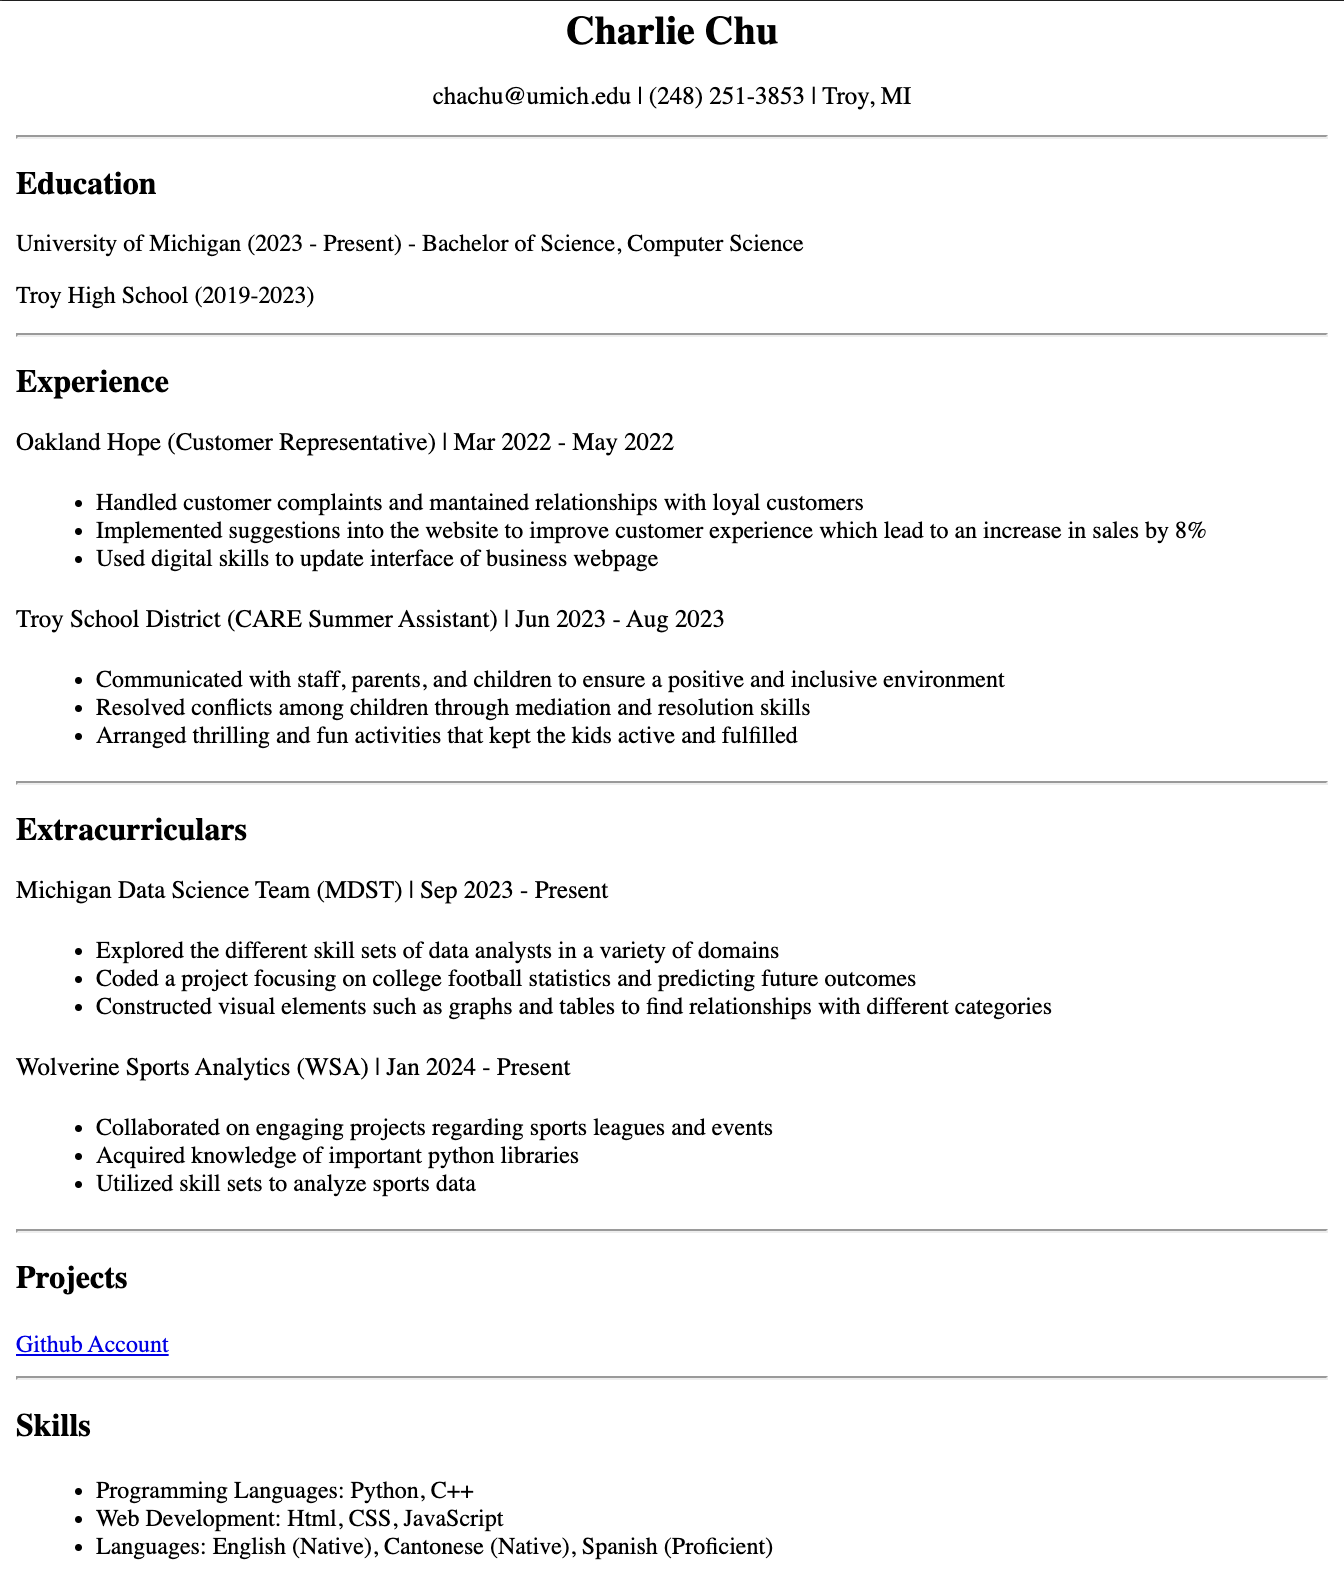 Charlie Chu
chachu@umich.edu | (248) 251-3853 | Troy, MI
Education
University of Michigan (2023 - Present) - Bachelor of Science, Computer Science
Troy High School (2019-2023)
Experience
Oakland Hope (Customer Representative) | Mar 2022 - May 2022
• Handled customer complaints and mantained relationships with loyal customers
• Implemented suggestions into the website to improve customer experience which lead to an increase in sales by 8%
• Used digital skills to update interface of business webpage
Troy School District (CARE Summer Assistant) | Jun 2023 - Aug 2023
• Communicated with staff, parents, and children to ensure a positive and inclusive environment
• Resolved conflicts among children through mediation and resolution skills
• Arranged thrilling and fun activities that kept the kids active and fulfilled
Extracurriculars
Michigan Data Science Team (MDST) | Sep 2023 - Present
• Explored the different skill sets of data analysts in a variety of domains
• Coded a project focusing on college football statistics and predicting future outcomes
• Constructed visual elements such as graphs and tables to find relationships with different categories
Wolverine Sports Analytics (WSA) | Jan 2024 - Present
• Collaborated on engaging projects regarding sports leagues and events
• Acquired knowledge of important python libraries
• Utilized skill sets to analyze sports data
Projects
Github Account
Skills
• Programming Languages: Python, C++
• Web Development: Html, CSS, JavaScript
• Languages: English (Native), Cantonese (Native), Spanish (Proficient)